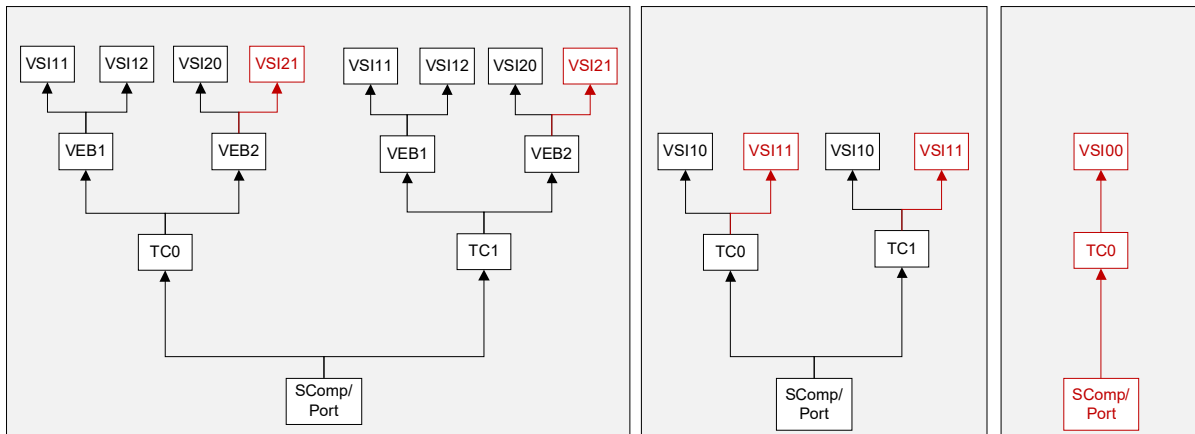 VSI11
VSI12
VSI20
VSI21
VSI11
VSI12
VSI20
VSI21
VEB1
VEB2
VEB1
VEB2
TC0
TC1
SComp/
Port
VSI10
VSI11
VSI10
VSI11
TC0
TC1
SComp/
Port
VSI00
TC0
SComp/
Port